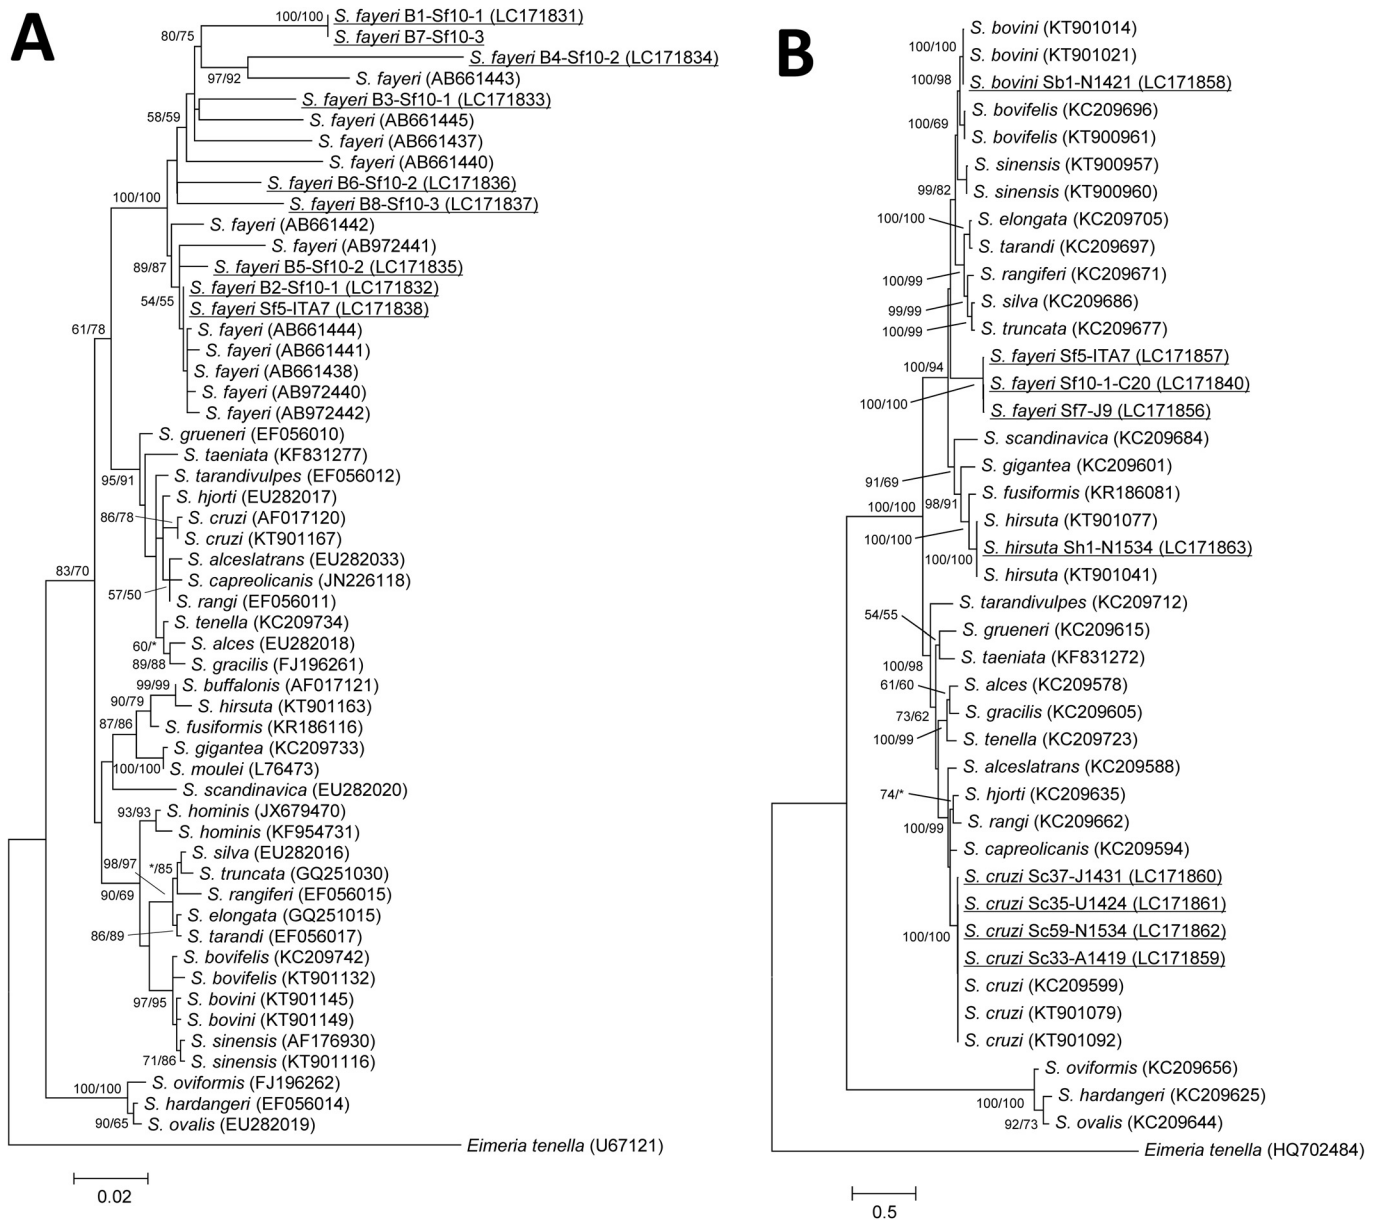 A
100/100
S. fayeri B1-Sf10-1 (LC171831)
80/75
S. fayeri B7-Sf10-3
S. fayeri B4-Sf10-2 (LC171834)
97/92
S. fayeri (AB661443)
S. fayeri B3-Sf10-1 (LC171833)
58/59
S. fayeri (AB661445)
S. fayeri (AB661437)
S. fayeri (AB661440)
S. fayeri B6-Sf10-2 (LC171836)
100/100
S. fayeri B8-Sf10-3 (LC171837)
S. fayeri (AB661442)
S. fayeri (AB972441)
89/87
S. fayeri B5-Sf10-2 (LC171835)
S. fayeri B2-Sf10-1 (LC171832)
54/55
S. fayeri Sf5-ITA7 (LC171838)
61/78
S. fayeri (AB661444)
S. fayeri (AB661441)
S. fayeri (AB661438)
S. fayeri (AB972440)
S. fayeri (AB972442)
S. grueneri (EF056010)
S. taeniata (KF831277)
95/91
S. tarandivulpes (EF056012)
S. hjorti (EU282017)
86/78
S. cruzi (AF017120)
S. cruzi (KT901167)
S. alceslatrans (EU282033)
83/70
S. capreolicanis (JN226118)
57/50
S. rangi (EF056011)
S. tenella (KC209734)
60/*
S. alces (EU282018)
89/88
S. gracilis (FJ196261)
99/99
S. buffalonis (AF017121)
90/79
S. hirsuta (KT901163)
87/86
S. fusiformis (KR186116)
S. gigantea (KC209733)
100/100
S. moulei (L76473)
S. scandinavica (EU282020)
93/93
S. hominis (JX679470)
S. hominis (KF954731)
S. silva (EU282016)
98/97
*/85
S. truncata (GQ251030)
90/69
S. rangiferi (EF056015)
S. elongata (GQ251015)
86/89
S. tarandi (EF056017)
S. bovifelis (KC209742)
S. bovifelis (KT901132)
97/95
S. bovini (KT901145)
S. bovini (KT901149)
S. sinensis (AF176930)
71/86
S. sinensis (KT901116)
100/100
S. oviformis (FJ196262)
S. hardangeri (EF056014)
90/65
S. ovalis (EU282019)
Eimeria tenella (U67121)
0.02
B
S. bovini (KT901014)
100/100
S. bovini (KT901021)
100/98
S. bovini Sb1-N1421 (LC171858)
S. bovifelis (KC209696)
100/69
S. bovifelis (KT900961)
S. sinensis (KT900957)
99/82
S. sinensis (KT900960)
100/100
S. elongata (KC209705)
S. tarandi (KC209697)
100/99
S. rangiferi (KC209671)
99/99
S. silva (KC209686)
100/99
S. truncata (KC209677)
S. fayeri Sf5-ITA7 (LC171857)
100/94
S. fayeri Sf10-1-C20 (LC171840)
100/100
S. fayeri Sf7-J9 (LC171856)
S. scandinavica (KC209684)
S. gigantea (KC209601)
91/69
S. fusiformis (KR186081)
98/91
100/100
S. hirsuta (KT901077)
100/100
S. hirsuta Sh1-N1534 (LC171863)
100/100
S. hirsuta (KT901041)
S. tarandivulpes (KC209712)
54/55
S. grueneri (KC209615)
100/98
S. taeniata (KF831272)
61/60
S. alces (KC209578)
73/62
S. gracilis (KC209605)
100/99
S. tenella (KC209723)
S. alceslatrans (KC209588)
74/*
S. hjorti (KC209635)
100/99
S. rangi (KC209662)
S. capreolicanis (KC209594)
S. cruzi Sc37-J1431 (LC171860)
S. cruzi Sc35-U1424 (LC171861)
100/100
S. cruzi Sc59-N1534 (LC171862)
S. cruzi Sc33-A1419 (LC171859)
S. cruzi (KC209599)
S. cruzi (KT901079)
S. cruzi (KT901092)
S. oviformis (KC209656)
100/100
S. hardangeri (KC209625)
92/73
S. ovalis (KC209644)
Eimeria tenella (HQ702484)
0.5